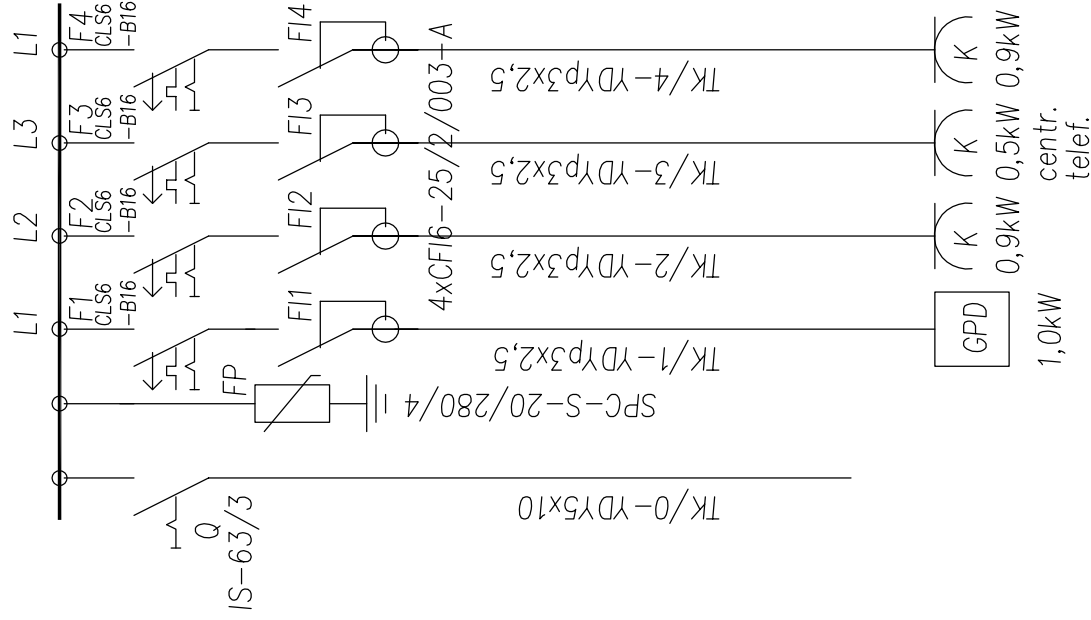 L1
L2
L3
L1
F1
CLS6
-B16
F2
CLS6
-B16
F3
CLS6
-B16
F4
CLS6
-B16
FI1
FI2
FI3
FI4
4xCFI6-25/2/003-A
FP
SPC-S-20/280/4
Q
IS-63/3
TK/0-YDY5x10
TK/1-YDYp3x2,5
TK/2-YDYp3x2,5
TK/3-YDYp3x2,5
TK/4-YDYp3x2,5
GPD
K
K
K
1,0kW
0,9kW
0,5kW
centr.
telef.
0,9kW